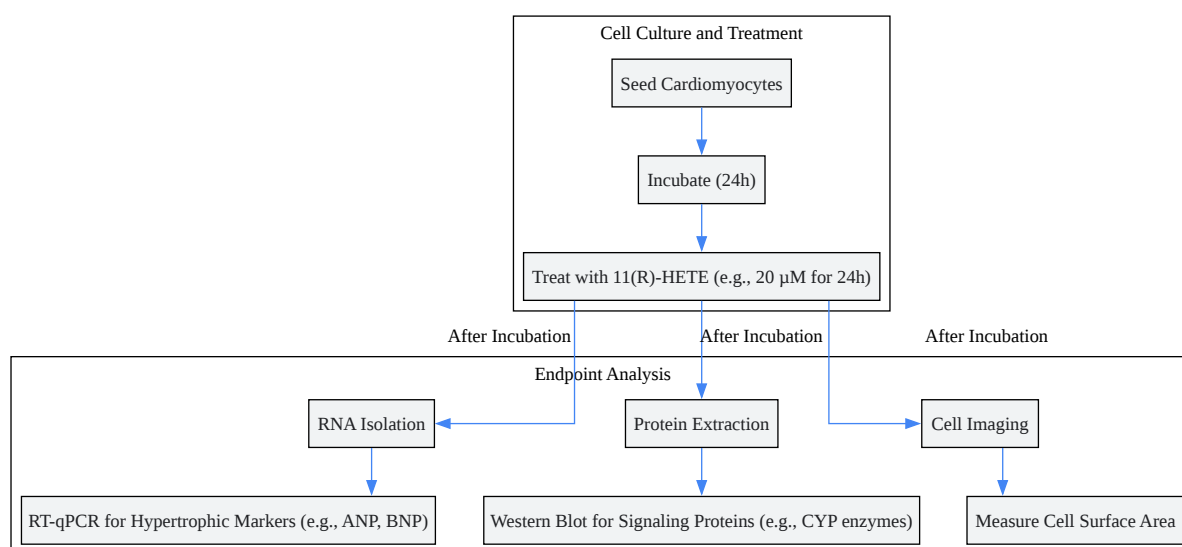 Cell Culture and Treatment
Seed Cardiomyocytes
Incubate (24h)
Treat with 11(R)-HETE (e.g., 20 µM for 24h)
After Incubation
After Incubation
After Incubation
Endpoint Analysis
RNA Isolation
Protein Extraction
Cell Imaging
RT-qPCR for Hypertrophic Markers (e.g., ANP, BNP)
Western Blot for Signaling Proteins (e.g., CYP enzymes)
Measure Cell Surface Area